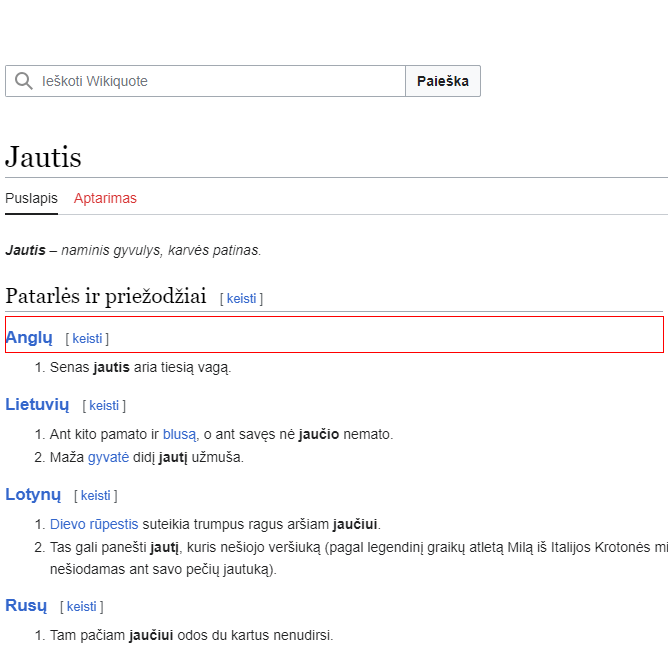 Ieškoti Wikiquote Paieška
Jautis
Puslapis Aptarimas
Jautis – naminis gyvulys, karvės patinas.
Patarlės ir priežodžiai [ keisti ]
Anglų [ keisti ]
1. Senas jautis aria tiesią vagą.
Lietuvių [ keisti ]
1. Ant kito pamato ir blusą, o ant savęs nė jaučio nemato.
2. Maža gyvatė didį jautį užmuša.
Lotynų [ keisti ]
1. Dievo rūpestis suteikia trumpus ragus aršiam jaučiui.
2. Tas gali panešti jautį, kuris nešiojo veršiuką (pagal legendinį graikų atletą Milą iš Italijos Krotonės
nešiodamas ant savo pečių jautuką).
Rusų [ keisti ]
1. Tam pačiam jaučiui odos du kartus nenudirsi.